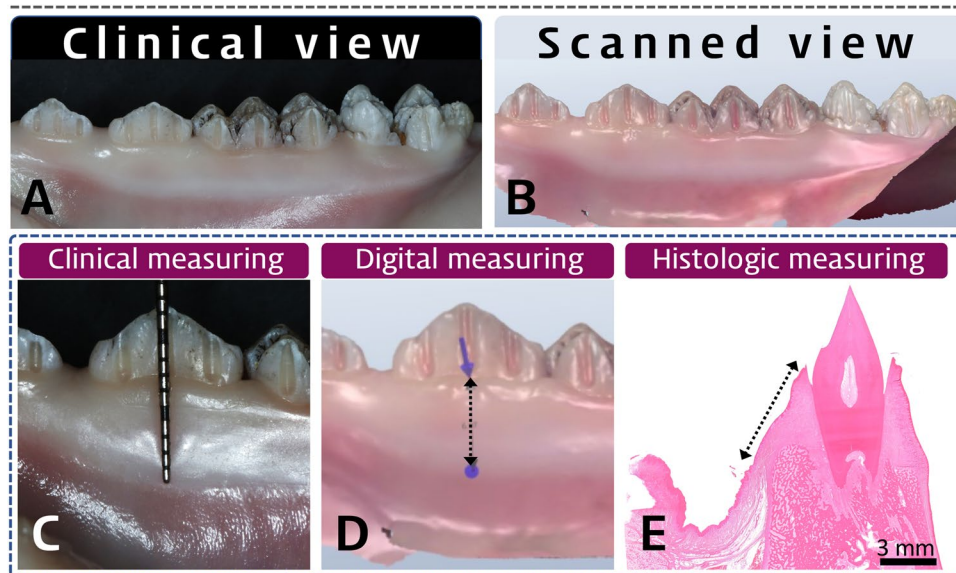 Clinical view
Scanned view
A
B
Clinical measuring
Digital measuring
Histologic measuring
C
D
E
3 mm